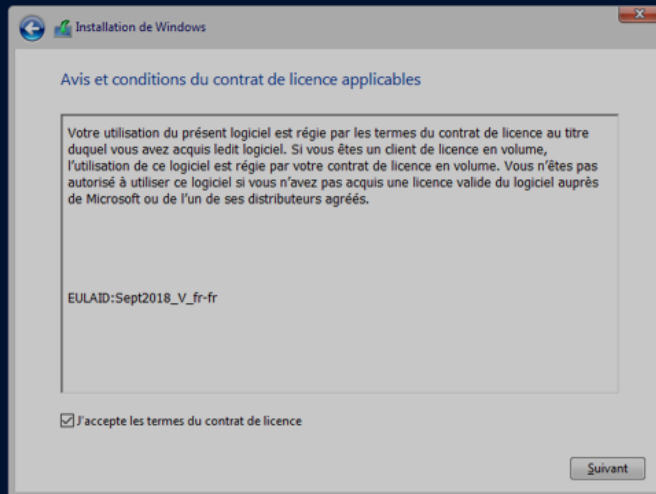 Installation de Windows
Avis et conditions du contrat de licence applicables
Votre utilisation du présent logiciel est régie par les termes du contrat de licence au titre
duquel vous avez acquis ledit logiciel. Si vous êtes un client de licence en volume,
l'utilisation de ce logiciel est régie par votre contrat de licence en volume. Vous n'êtes pas
autorisé à utiliser ce logiciel si vous n'avez pas acquis une licence valide du logiciel auprès
de Microsoft ou de l'un de ses distributeurs agréés.
EULAID:Sept2018_V_fr-fr
J'accepte les termes du contrat de licence
Suivant